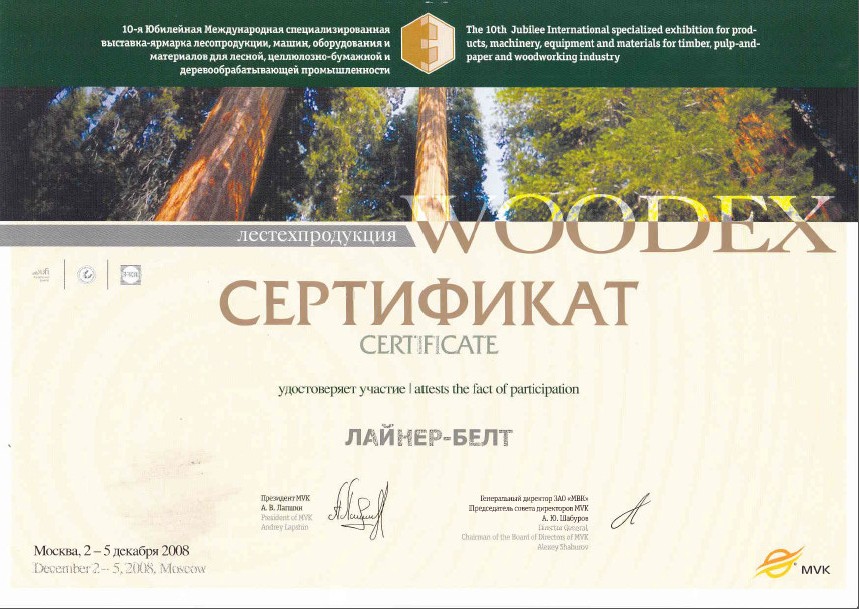 10-я Юбилейная Международная специализированная
выставка-ярмарка лесопродукции, машин, оборудования и
материалов для лесной, целлюлозно-бумажной и
деревообрабатывающей промышленности
The 10th Jubilee International specialized exhibition for prod-
ucts, machinery, equipment and materials for timber, pulp-and-
paper and woodworking industry
лестехпродукция WOODEX
СЕРТИФИКАТ
CERTIFICATE
удостоверяет участие | attests the fact of participation
ЛАЙНЕР-БЕЛТ
Президент MVK
А. В. Лапшин
President of MVK
Andrey Lapshin
Генеральный директор ЗАО «МВК»
Председатель совета директоров MVK
А. Ю. Шабуров
Director General,
Chairman of the Board of Directors of MVK
Alexey Shaburov
Москва, 2 – 5 декабря 2008
December 2 – 5, 2008, Moscow
MVK